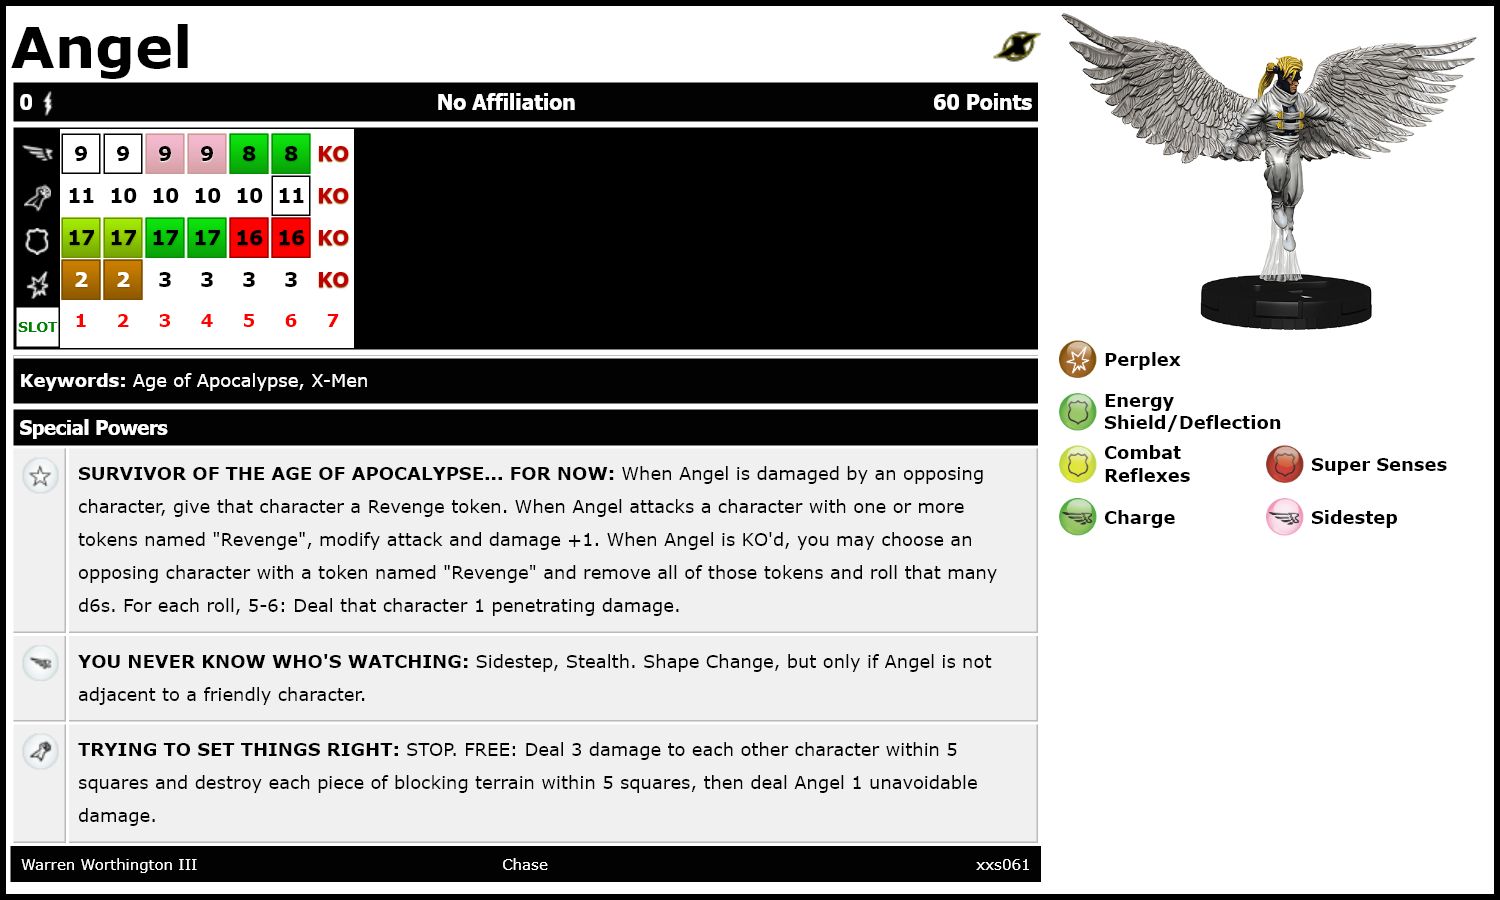 Angel
0 No Affiliation 60 Points
9 9 9 9 8 8 KO
11 10 10 10 10 11 KO
17 17 17 17 16 16 KO
2 2 3 3 3 3 KO
SLOT 1 2 3 4 5 6 7
Keywords: Age of Apocalypse, X-Men
Special Powers
SURVIVOR OF THE AGE OF APOCALYPSE... FOR NOW: When Angel is damaged by an opposing
character, give that character a Revenge token. When Angel attacks a character with one or more
tokens named "Revenge", modify attack and damage +1. When Angel is KO'd, you may choose an
opposing character with a token named "Revenge" and remove all of those tokens and roll that many
d6s. For each roll, 5-6: Deal that character 1 penetrating damage.
YOU NEVER KNOW WHO'S WATCHING: Sidestep, Stealth. Shape Change, but only if Angel is not
adjacent to a friendly character.
TRYING TO SET THINGS RIGHT: STOP. FREE: Deal 3 damage to each other character within 5
squares and destroy each piece of blocking terrain within 5 squares, then deal Angel 1 unavoidable
damage.
Warren Worthington III Chase xxs061
Perplex
Energy
Shield/Deflection
Combat
Reflexes
Super Senses
Charge
Sidestep